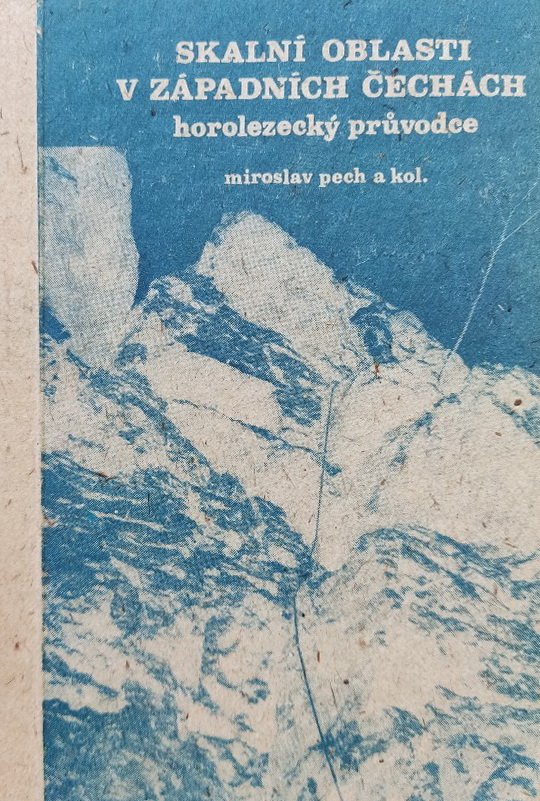 SKALNÍ OBLASTI
V ZÁPADNÍCH ČECHÁCH
horolezecký průvodce
miroslav pech a kol.